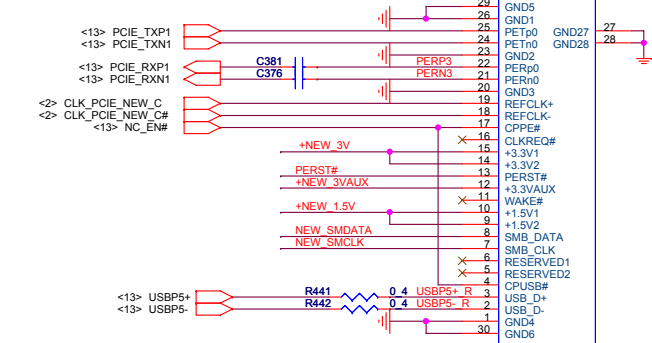 29 GND5
26 GND1
<13> PCIE_TXP1 25 PETp0 GND27 27
<13> PCIE_TXN1 24 PETn0 GND28 28
23 GND2
<13> PCIE_RXP1 C381 PERP3 22 PERp0
<13> PCIE_RXN1 C376 PERN3 21 PERn0
20 GND3
<2> CLK_PCIE_NEW_C 19 REFCLK+
<2> CLK_PCIE_NEW_C# 18 REFCLK-
<13> NC_EN# 17 CPPE#
16 CLKREQ#
+NEW_3V 15 +3.3V1
14 +3.3V2
PERST# 13 PERST#
+NEW_3VAUX 12 +3.3VAUX
11 WAKE#
+NEW_1.5V 10 +1.5V1
9 +1.5V2
NEW_SMDATA 8 SMB_DATA
NEW_SMCLK 7 SMB_CLK
6 RESERVED1
5 RESERVED2
4 CPUSB#
<13> USBP5+ R441 0_4 USBP5+_R 3 USB_D+
<13> USBP5- R442 0_4 USBP5-_R 2 USB_D-
1 GND4
30 GND6